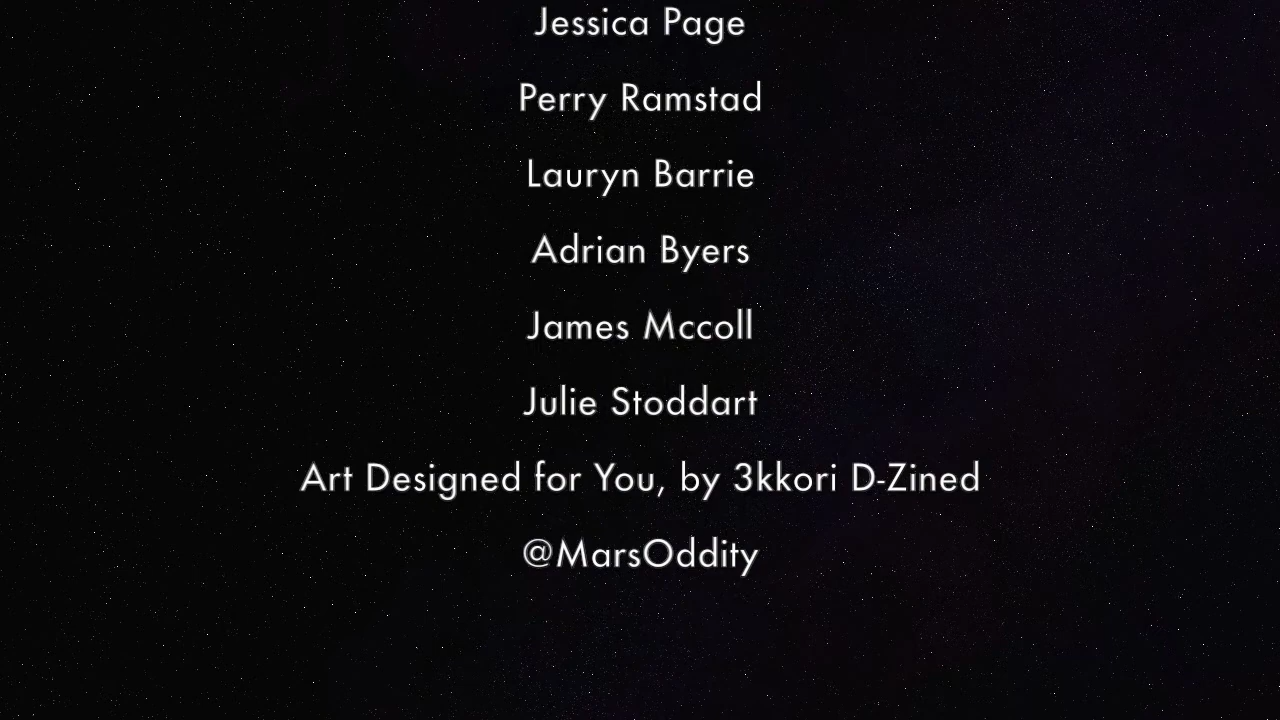 Jessica Page
Perry Ramstad
Lauryn Barrie
Adrian Byers
James Mccoll
Julie Stoddart
Art Designed for You, by 3kkori D-Zined
@MarsOddity